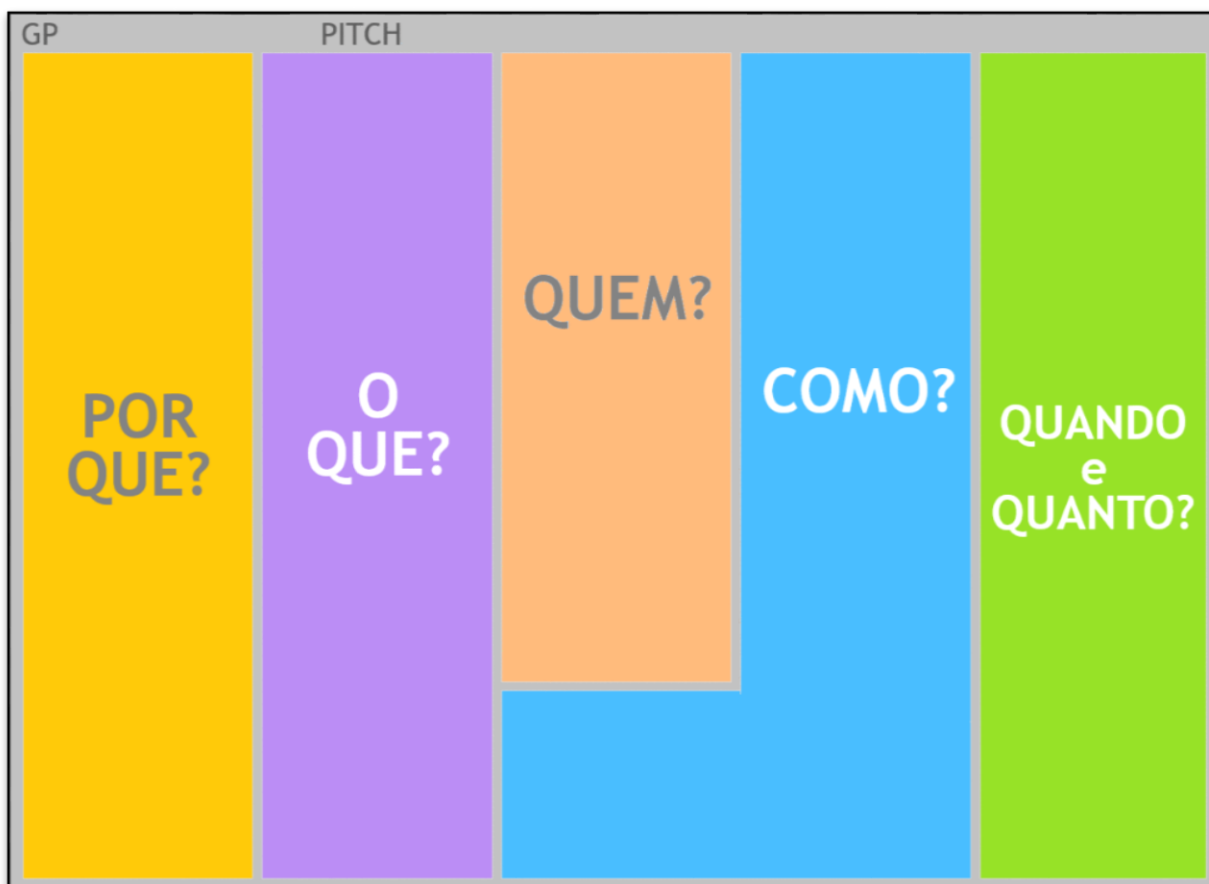 GP
PITCH
POR
QUE?
O
QUE?
QUEM?
COMO?
QUANDO
e
QUANTO?